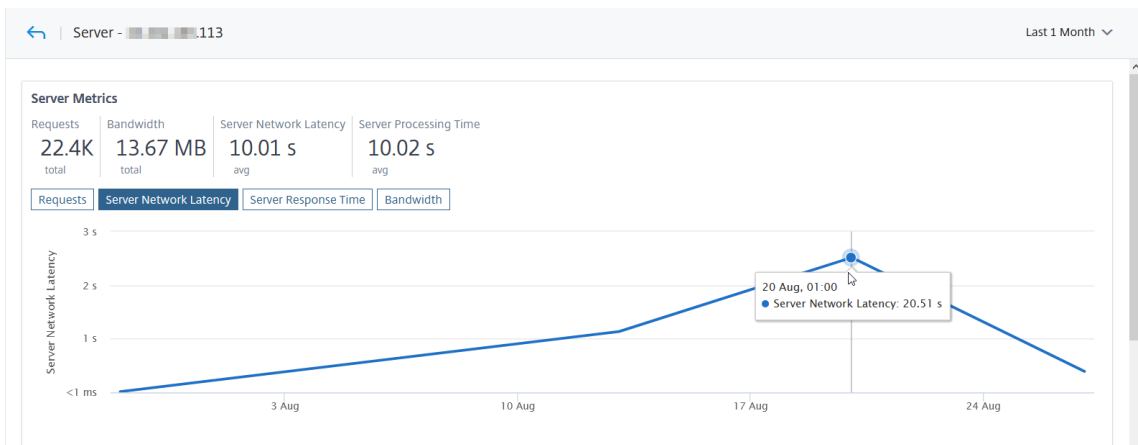 Server - .113
Last 1 Month
Server Metrics
Requests Bandwidth Server Network Latency Server Processing Time
22.4K 13.67 MB 10.01 s 10.02 s
total total avg avg
Requests Server Network Latency Server Response Time Bandwidth
Server Network Latency
3 s
2 s
1 s
<1 ms
20 Aug, 01:00
Server Network Latency: 20.51 s
3 Aug 10 Aug 17 Aug 24 Aug